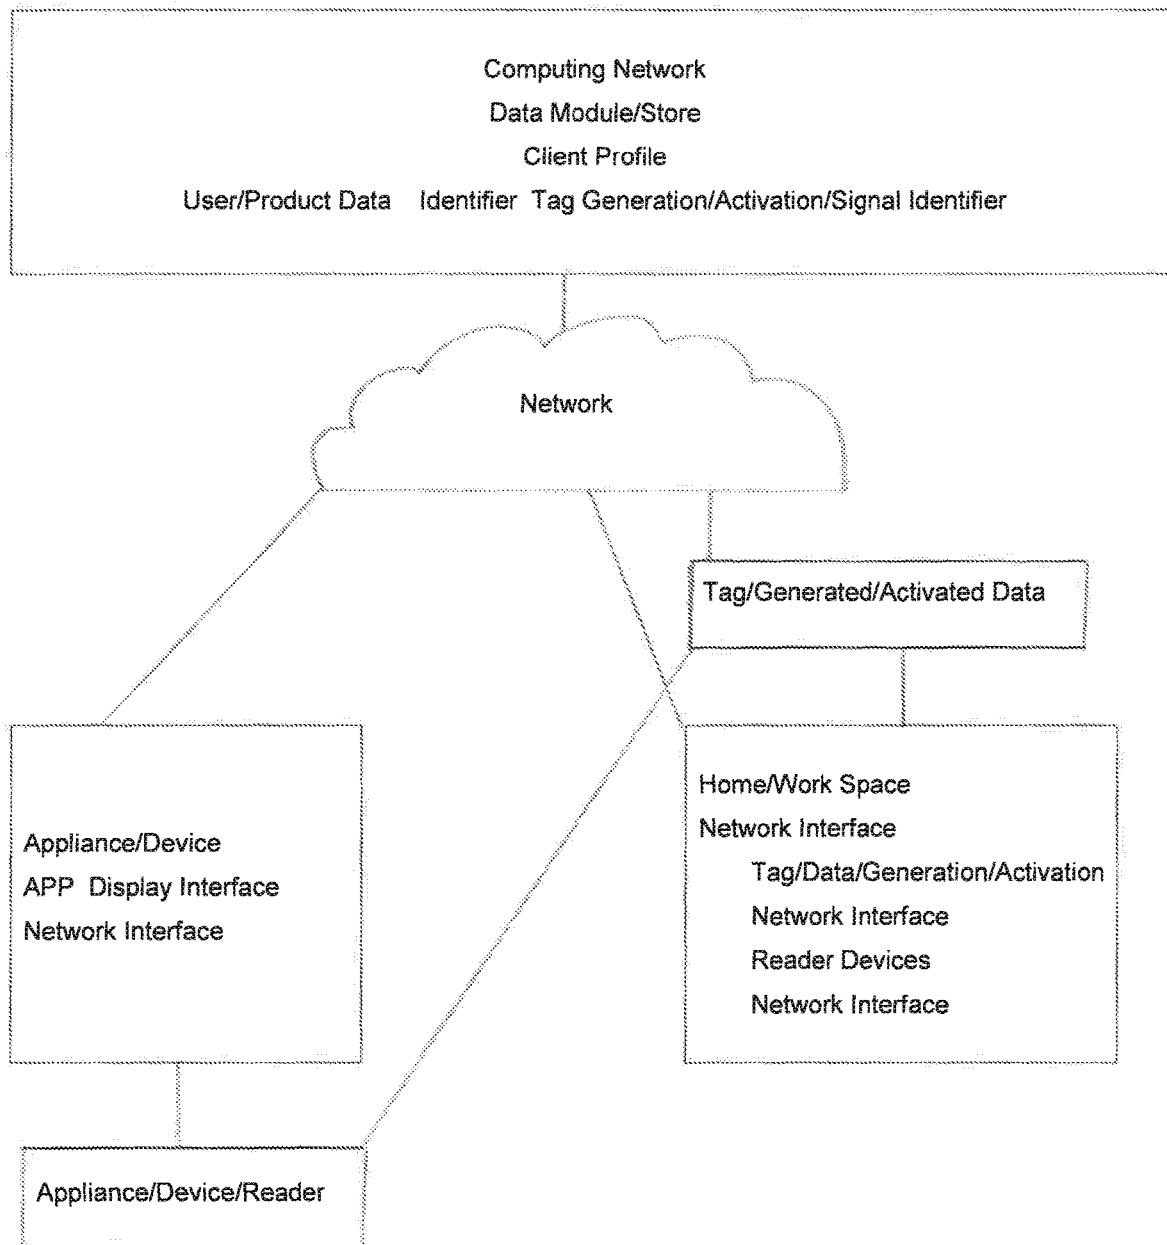 Computing Network
Data Module/Store
Client Profile
User/Product Data Identifier Tag Generation/Activation/Signal Identifier
Network
Tag/Generated/Activated Data
Home/Work Space
Network Interface
Tag/Data/Generation/Activation
Network Interface
Reader Devices
Network Interface
Appliance/Device
APP Display Interface
Network Interface
Appliance/Device/Reader